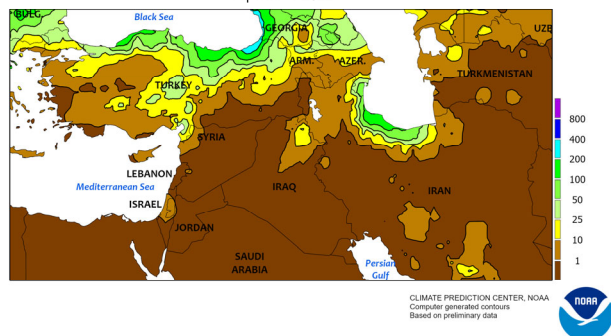 BULG.
Black Sea
GEORGIA
UZB
ARM.
AZER.
TURKEY
TURKMENISTAN
SYRIA
LEBANON
Mediterranean Sea
IRAQ
IRAN
ISRAEL
JORDAN
SAUDI
ARABIA
Persian
Gulf
800
400
200
100
50
25
10
1
CLIMATE PREDICTION CENTER, NOAA
Computer generated contours
Based on preliminary data
NOAA